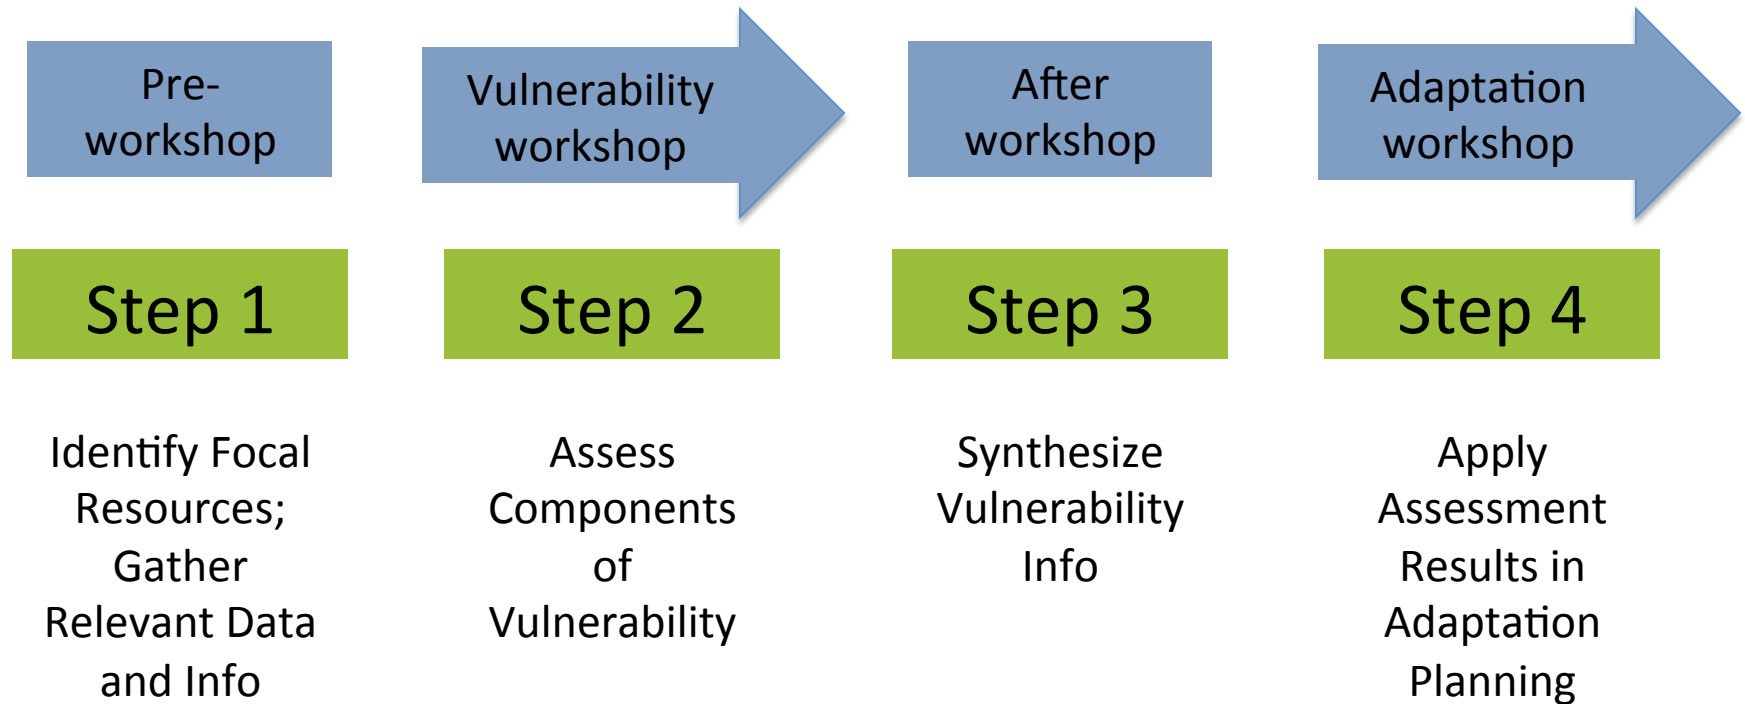 Pre-
workshop
Vulnerability
workshop
After
workshop
Adaptation
workshop
Step 1
Step 2
Step 3
Step 4
Identify Focal
Resources;
Gather
Relevant Data
and Info
Assess
Components
of
Vulnerability
Synthesize
Vulnerability
Info
Apply
Assessment
Results in
Adaptation
Planning